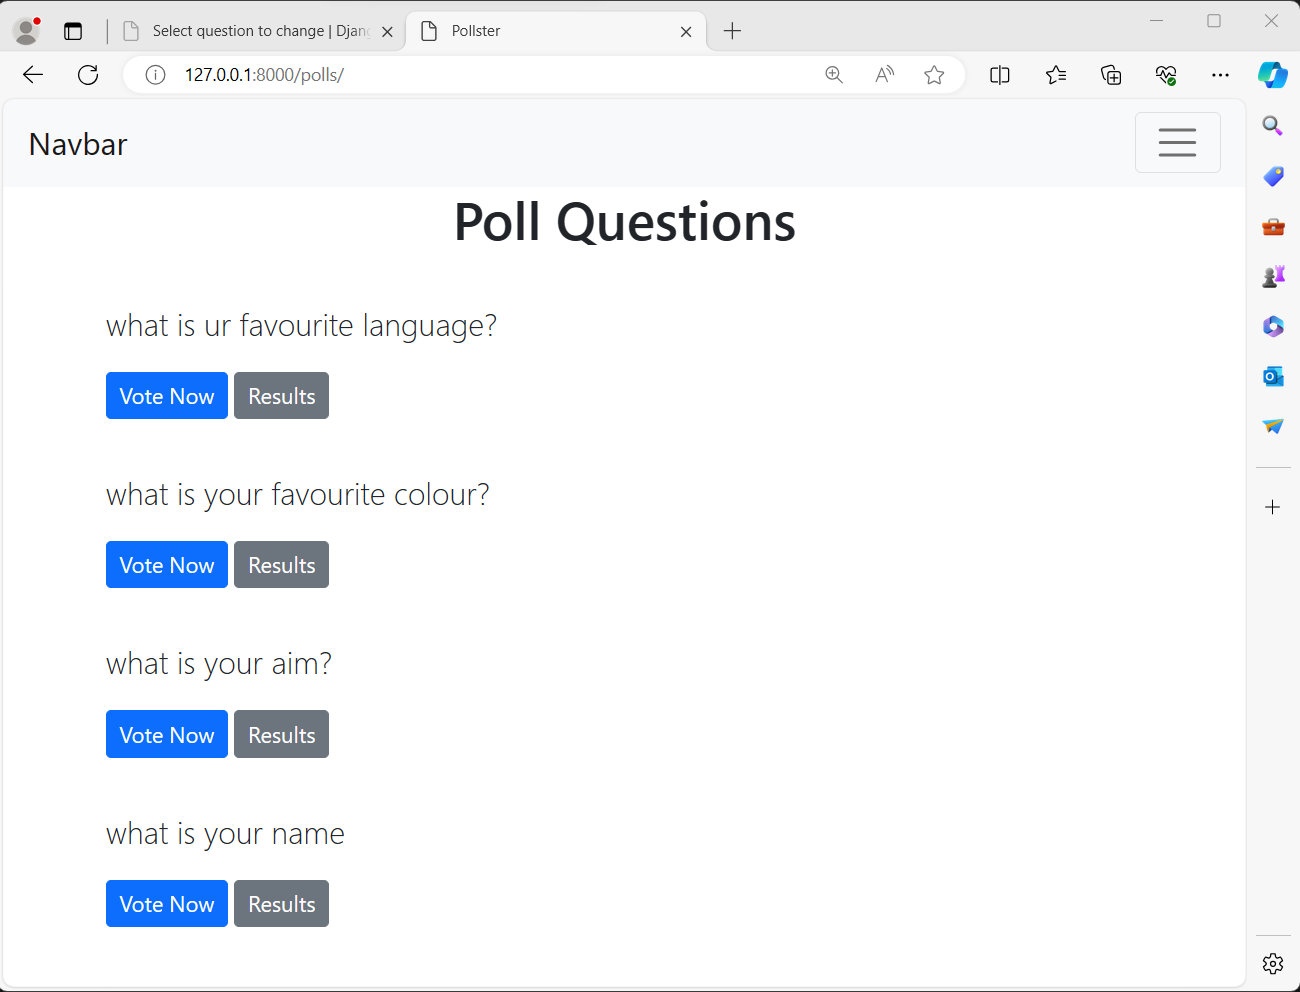 Select question to change | Djan
Pollster
127.0.0.1:8000/polls/
Navbar
Poll Questions
what is ur favourite language?
Vote Now Results
what is your favourite colour?
Vote Now Results
what is your aim?
Vote Now Results
what is your name
Vote Now Results